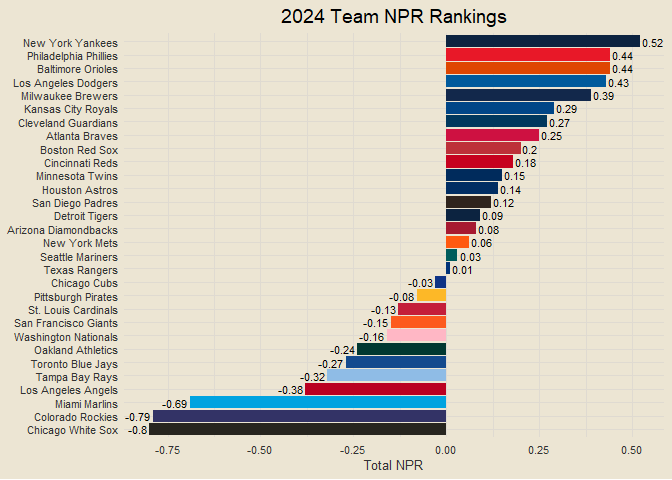 2024 Team NPR Rankings
New York Yankees 0.52
Philadelphia Phillies 0.44
Baltimore Orioles 0.44
Los Angeles Dodgers 0.43
Milwaukee Brewers 0.39
Kansas City Royals 0.29
Cleveland Guardians 0.27
Atlanta Braves 0.25
Boston Red Sox 0.2
Cincinnati Reds 0.18
Minnesota Twins 0.15
Houston Astros 0.14
San Diego Padres 0.12
Detroit Tigers 0.09
Arizona Diamondbacks 0.08
New York Mets 0.06
Seattle Mariners 0.03
Texas Rangers 0.01
Chicago Cubs -0.03
Pittsburgh Pirates -0.08
St. Louis Cardinals -0.13
San Francisco Giants -0.15
Washington Nationals -0.16
Oakland Athletics -0.24
Toronto Blue Jays -0.27
Tampa Bay Rays -0.32
Los Angeles Angels -0.38
Miami Marlins -0.69
Colorado Rockies -0.79
Chicago White Sox -0.8
-0.75 -0.50 -0.25 0.00 0.25 0.50
Total NPR